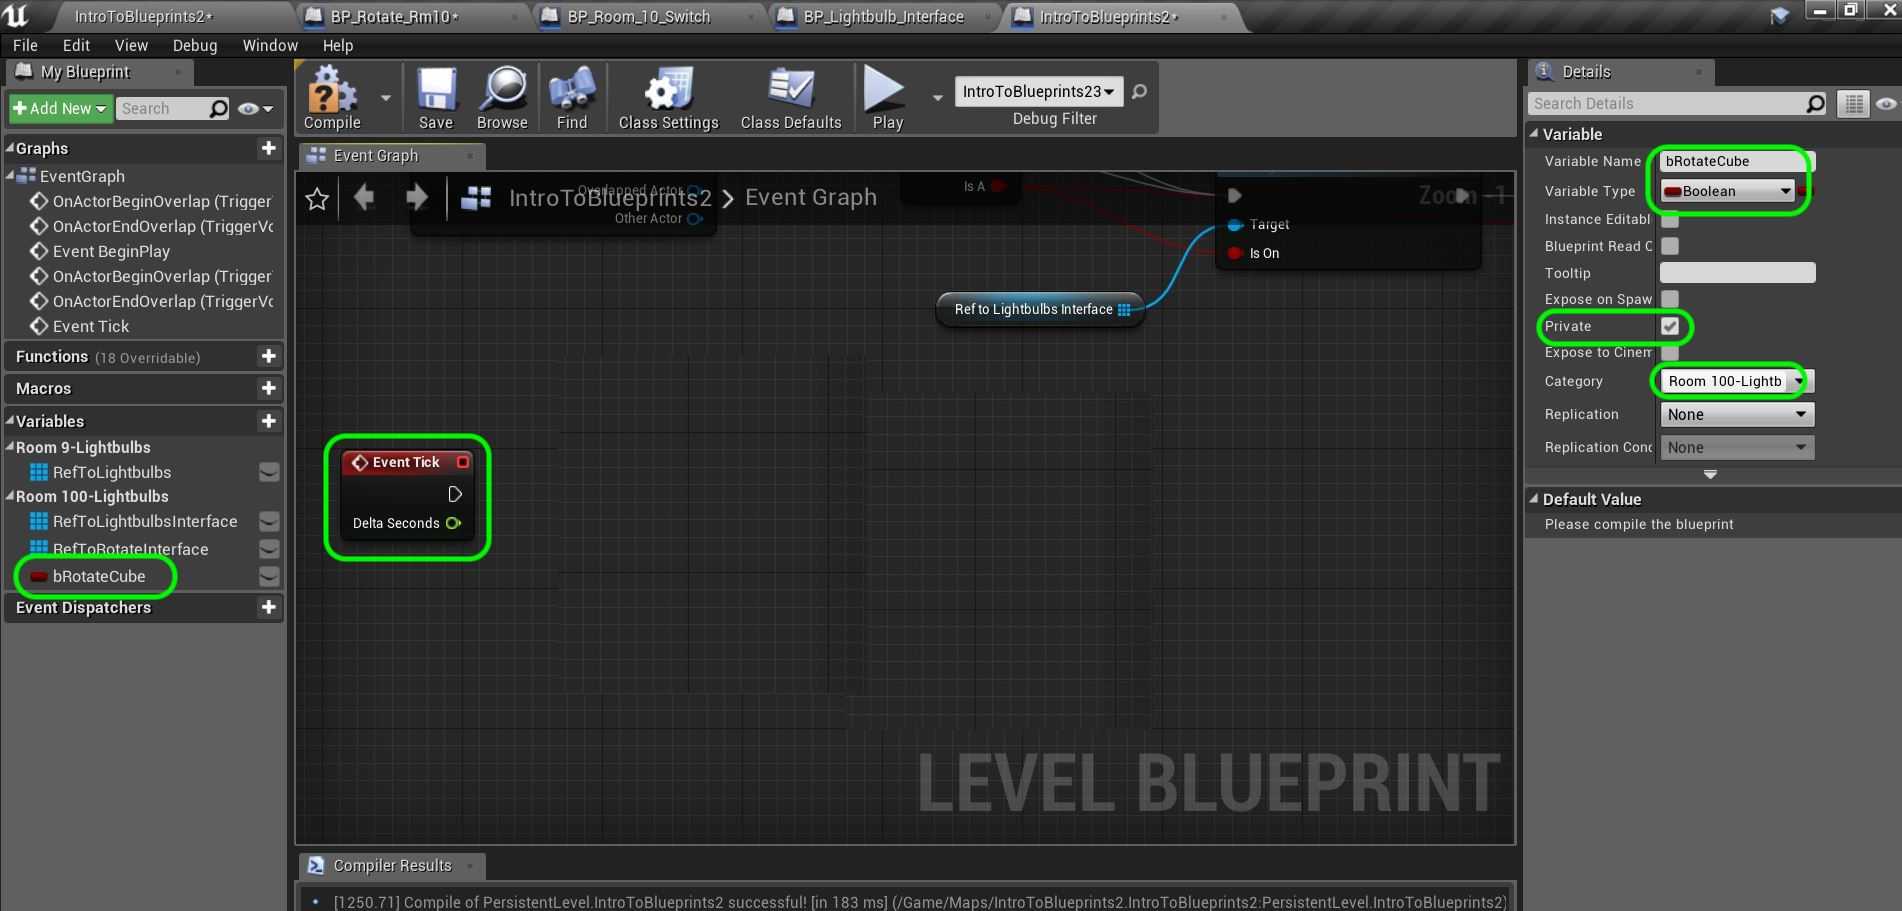 IntroToBlueprints2*
BP_Rotate_Rm10*
BP_Room_10_Switch
BP_Lightbulb_Interface
IntroToBlueprints2*
File Edit View Debug Window Help
My Blueprint
Add New
Search
Graphs
EventGraph
OnActorBeginOverlap (Trigger
OnActorEndOverlap (TriggerVo
Event BeginPlay
OnActorBeginOverlap (Trigger
OnActorEndOverlap (TriggerVo
Event Tick
Functions (18 Overridable)
Macros
Variables
Room 9-Lightbulbs
RefToLightbulbs
Room 100-Lightbulbs
RefToLightbulbsInterface
RefToRotateInterface
bRotateCube
Event Dispatchers
Compile
Save
Browse
Find
Class Settings
Class Defaults
Play
IntroToBlueprints23
Debug Filter
Event Graph
IntroToBlueprints2 > Event Graph
Zoom -1
Overlapped Actor
Other Actor
Is A
Target
Is On
Ref to Lightbulbs Interface
Event Tick
Delta Seconds
LEVEL BLUEPRINT
Compiler Results
[1250.71] Compile of PersistentLevel.IntroToBlueprints2 successful! [in 183 ms] (/Game/Maps/IntroToBlueprints2.IntroToBlueprints2:PersistentLevel.IntroToBlueprints2)
Details
Search Details
Variable
Variable Name bRotateCube
Variable Type Boolean
Instance Editabl
Blueprint Read O
Tooltip
Expose on Spaw
Private
Expose to Cinem
Category Room 100-Lightb
Replication None
Replication Cond None
Default Value
Please compile the blueprint